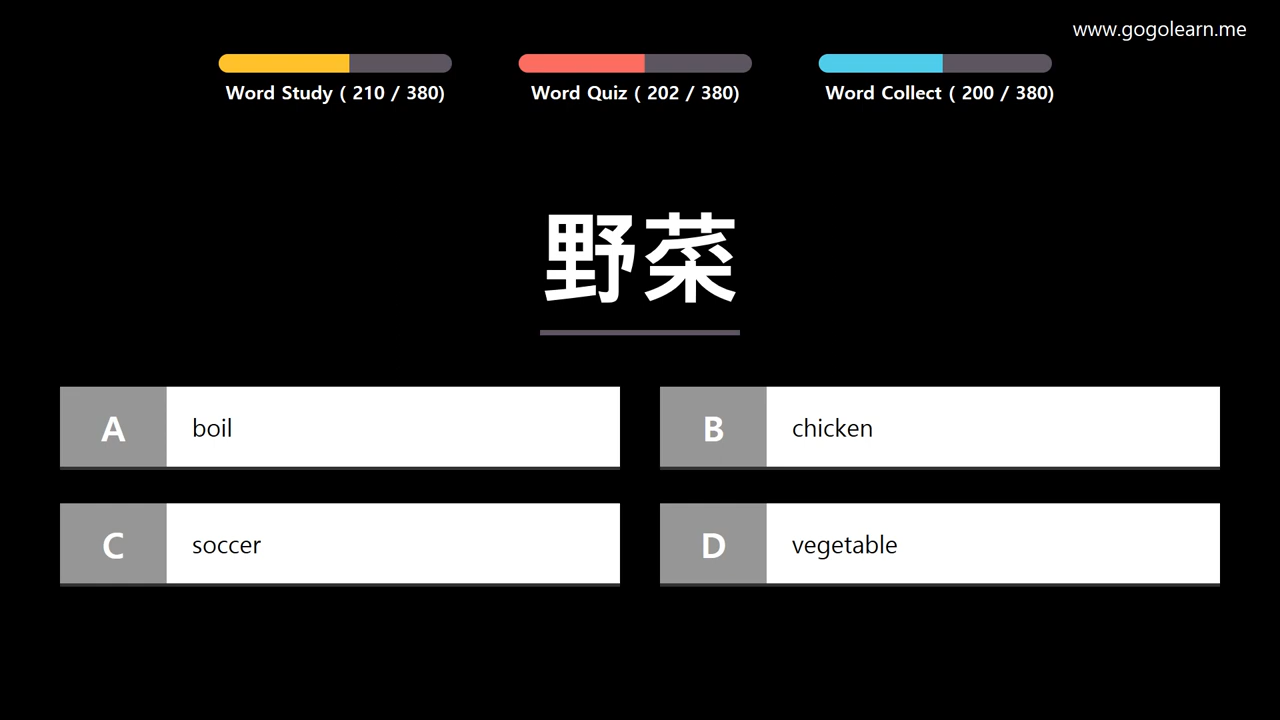 www.gogolearn.me
Word Study ( 210 / 380)
Word Quiz ( 202 / 380)
Word Collect ( 200 / 380)
野菜
A boil
B chicken
C soccer
D vegetable